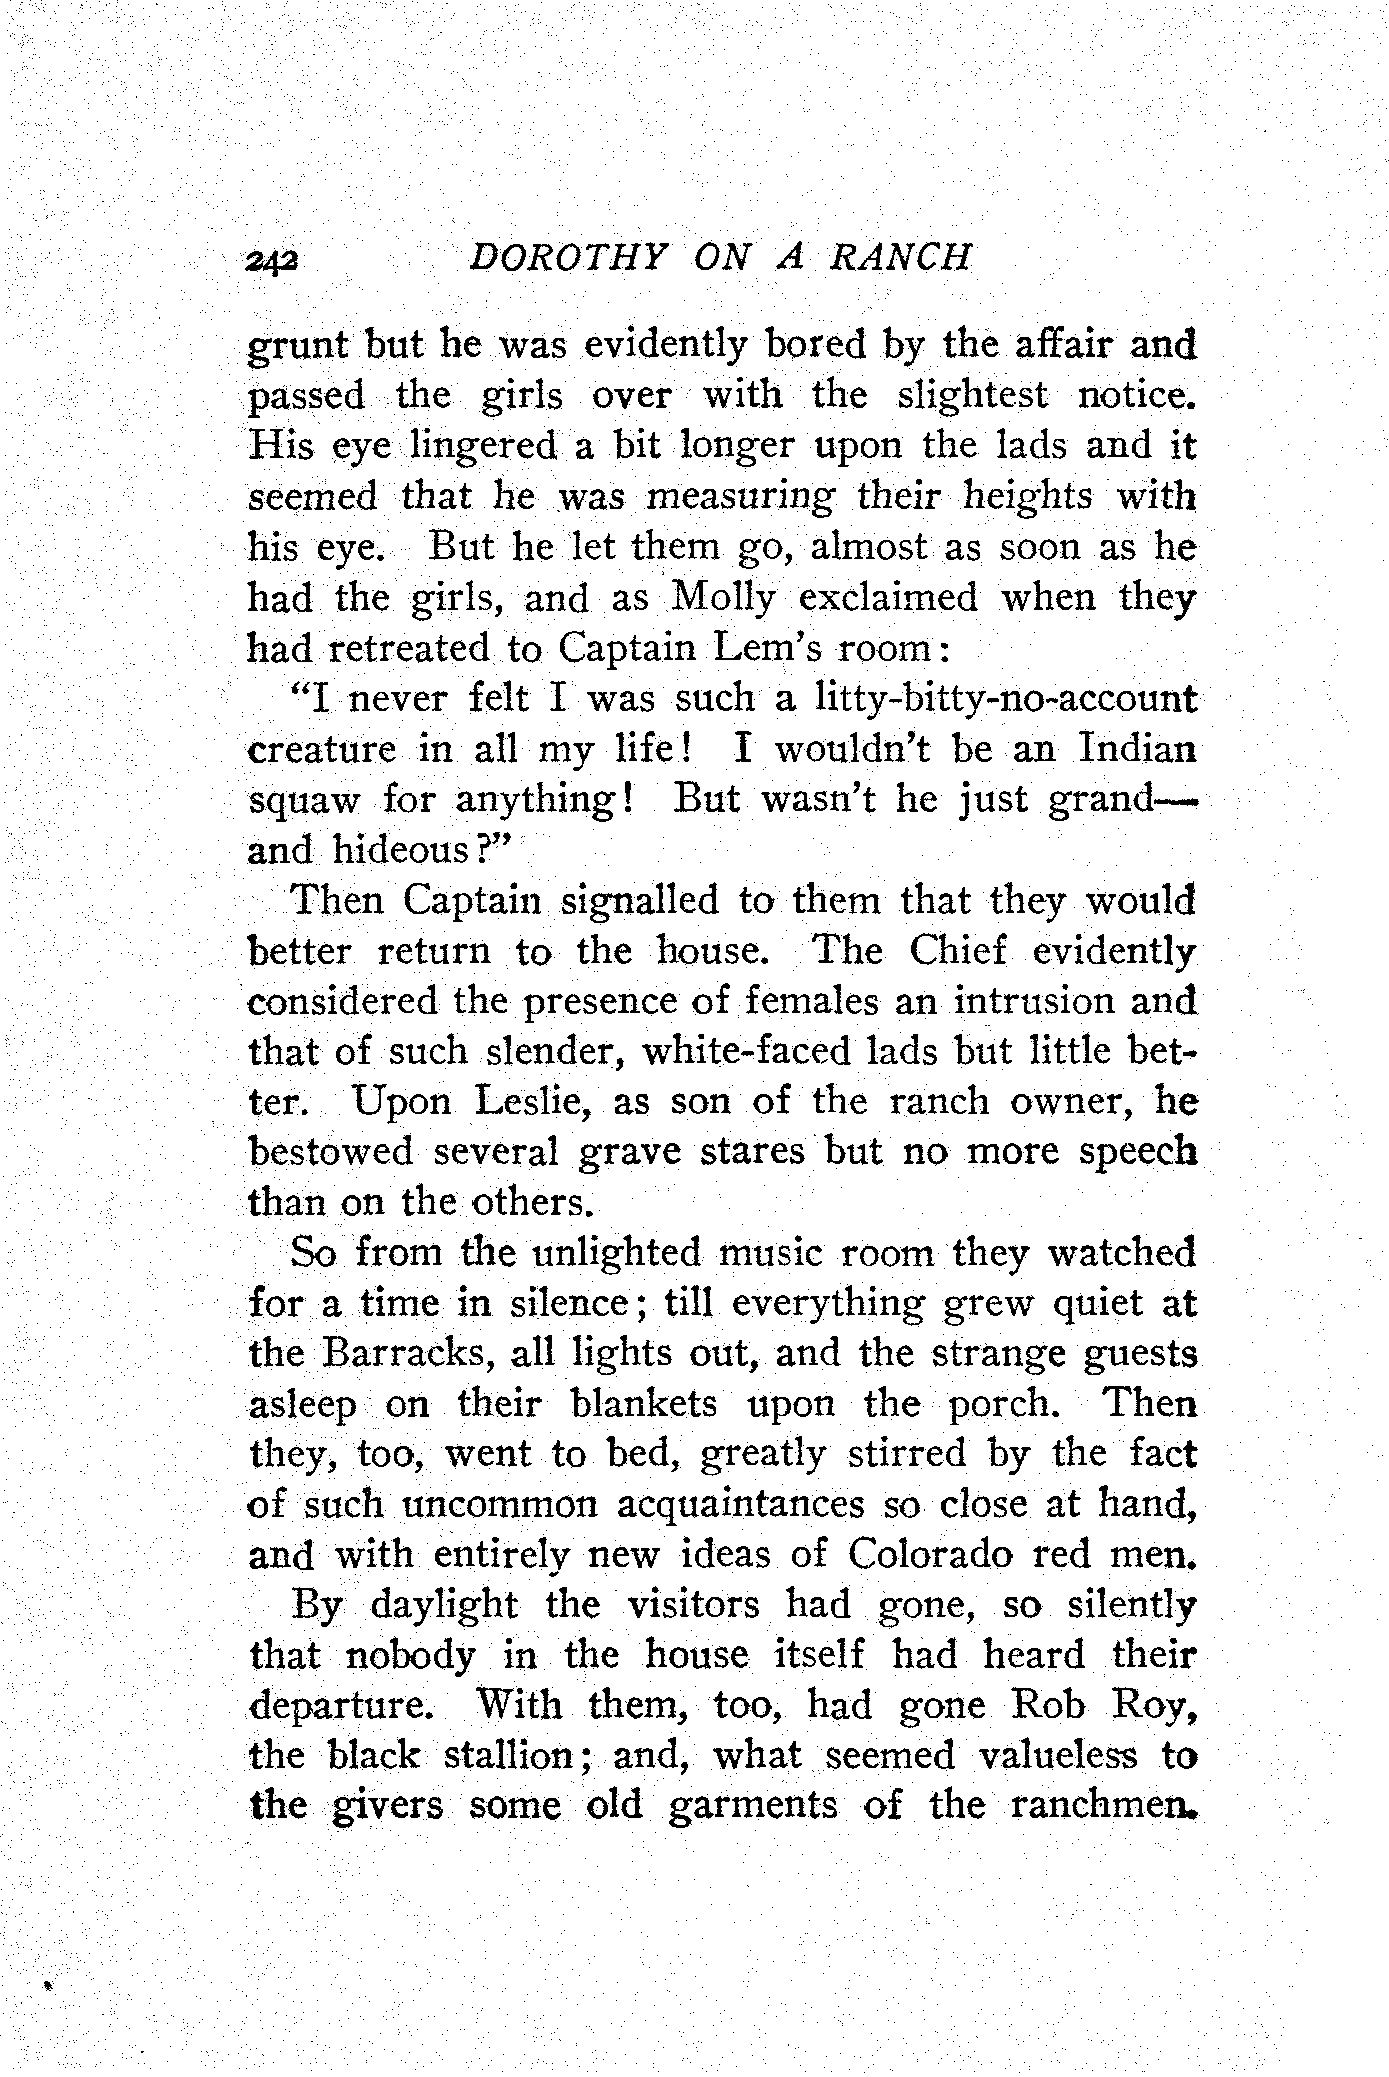 242 DOROTHY ON A RANCH
grunt but he was evidently bored by the affair and
passed the girls over with the slightest notice.
His eye lingered a bit longer upon the lads and it
seemed that he was measuring their heights with
his eye. But he let them go, almost as soon as he
had the girls, and as Molly exclaimed when they
had retreated to Captain Lem's room:
"I never felt I was such a litty-bitty-no-account
creature in all my life! I wouldn't be an Indian
squaw for anything! But wasn't he just grand—
and hideous?"
Then Captain signalled to them that they would
better return to the house. The Chief evidently
considered the presence of females an intrusion and
that of such slender, white-faced lads but little bet-
ter. Upon Leslie, as son of the ranch owner, he
bestowed several grave stares but no more speech
than on the others.
So from the unlighted music room they watched
for a time in silence; till everything grew quiet at
the Barracks, all lights out, and the strange guests
asleep on their blankets upon the porch. Then
they, too, went to bed, greatly stirred by the fact
of such uncommon acquaintances so close at hand,
and with entirely new ideas of Colorado red men.
By daylight the visitors had gone, so silently
that nobody in the house itself had heard their
departure. With them, too, had gone Rob Roy,
the black stallion; and, what seemed valueless to
the givers some old garments of the ranchmen.